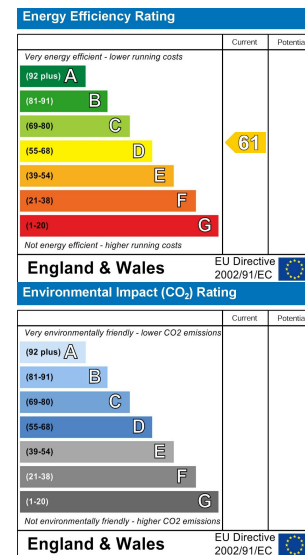 Energy Efficiency Rating
Current Potential
Very energy efficient - lower running costs
(92 plus) A
(81-91) B
(69-80) C
(55-68) D
61
(39-54) E
(21-38) F
(1-20) G
Not energy efficient - higher running costs
England & Wales EU Directive
2002/91/EC
Environmental Impact (CO₂) Rating
Current Potential
Very environmentally friendly - lower CO2 emissions
(92 plus) A
(81-91) B
(69-80) C
(55-68) D
(39-54) E
(21-38) F
(1-20) G
Not environmentally friendly - higher CO2 emissions
England & Wales EU Directive
2002/91/EC